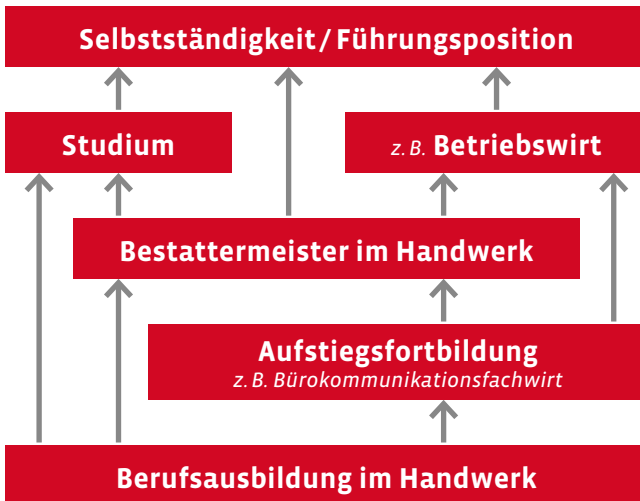 Selbstständigkeit / Führungsposition
Studium
z. B. Betriebswirt
Bestattermeister im Handwerk
Aufstiegsfortbildung
z. B. Bürokommunikationsfachwirt
Berufsausbildung im Handwerk